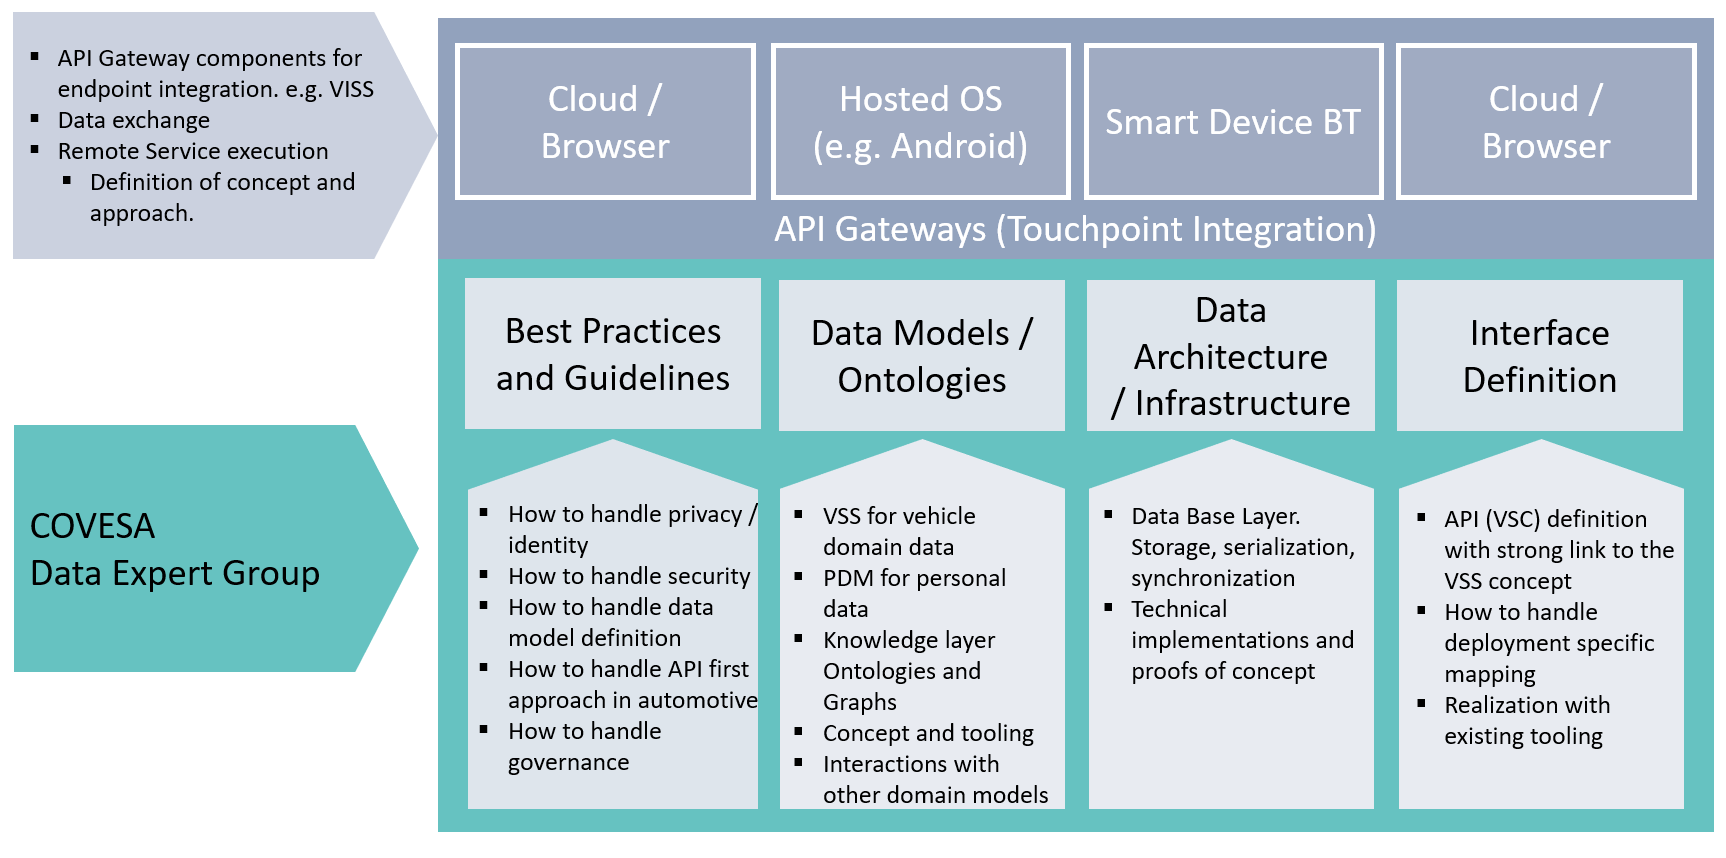 ▪ API Gateway components for
endpoint integration. e.g. VISS
▪ Data exchange
▪ Remote Service execution
▪ Definition of concept and
approach.
Cloud /
Browser
Hosted OS
(e.g. Android)
Smart Device BT
Cloud /
Browser
API Gateways (Touchpoint Integration)
COVESA
Data Expert Group
Best Practices
and Guidelines
▪ How to handle privacy /
identity
▪ How to handle security
▪ How to handle data
model definition
▪ How to handle API first
approach in automotive
▪ How to handle
governance
Data Models /
Ontologies
▪ VSS for vehicle
domain data
▪ PDM for personal
data
▪ Knowledge layer
Ontologies and
Graphs
▪ Concept and tooling
▪ Interactions with
other domain models
Data
Architecture
/ Infrastructure
▪ Data Base Layer.
Storage, serialization,
synchronization
▪ Technical
implementations and
proofs of concept
Interface
Definition
▪ API (VSC) definition
with strong link to the
VSS concept
▪ How to handle
deployment specific
mapping
▪ Realization with
existing tooling